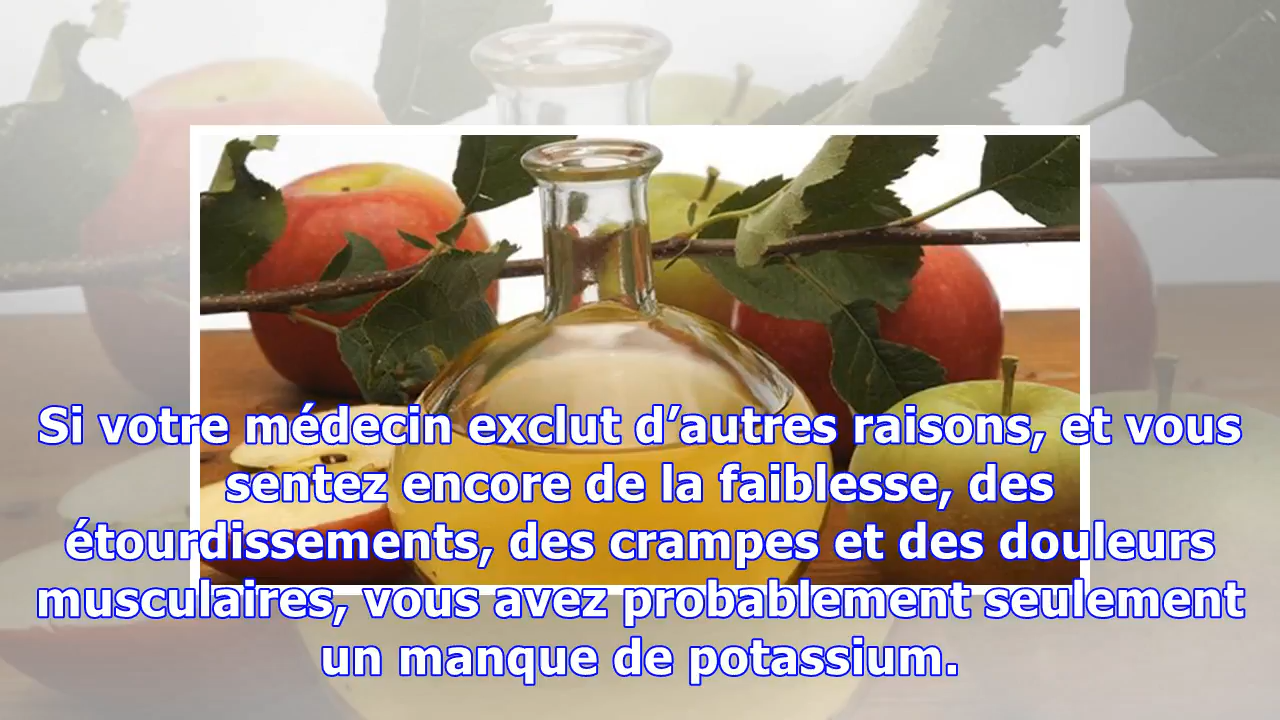 Si votre médecin exclut d’autres raisons, et vous
sentez encore de la faiblesse, des
étourdissements, des crampes et des douleurs
musculaires, vous avez probablement seulement
un manque de potassium.